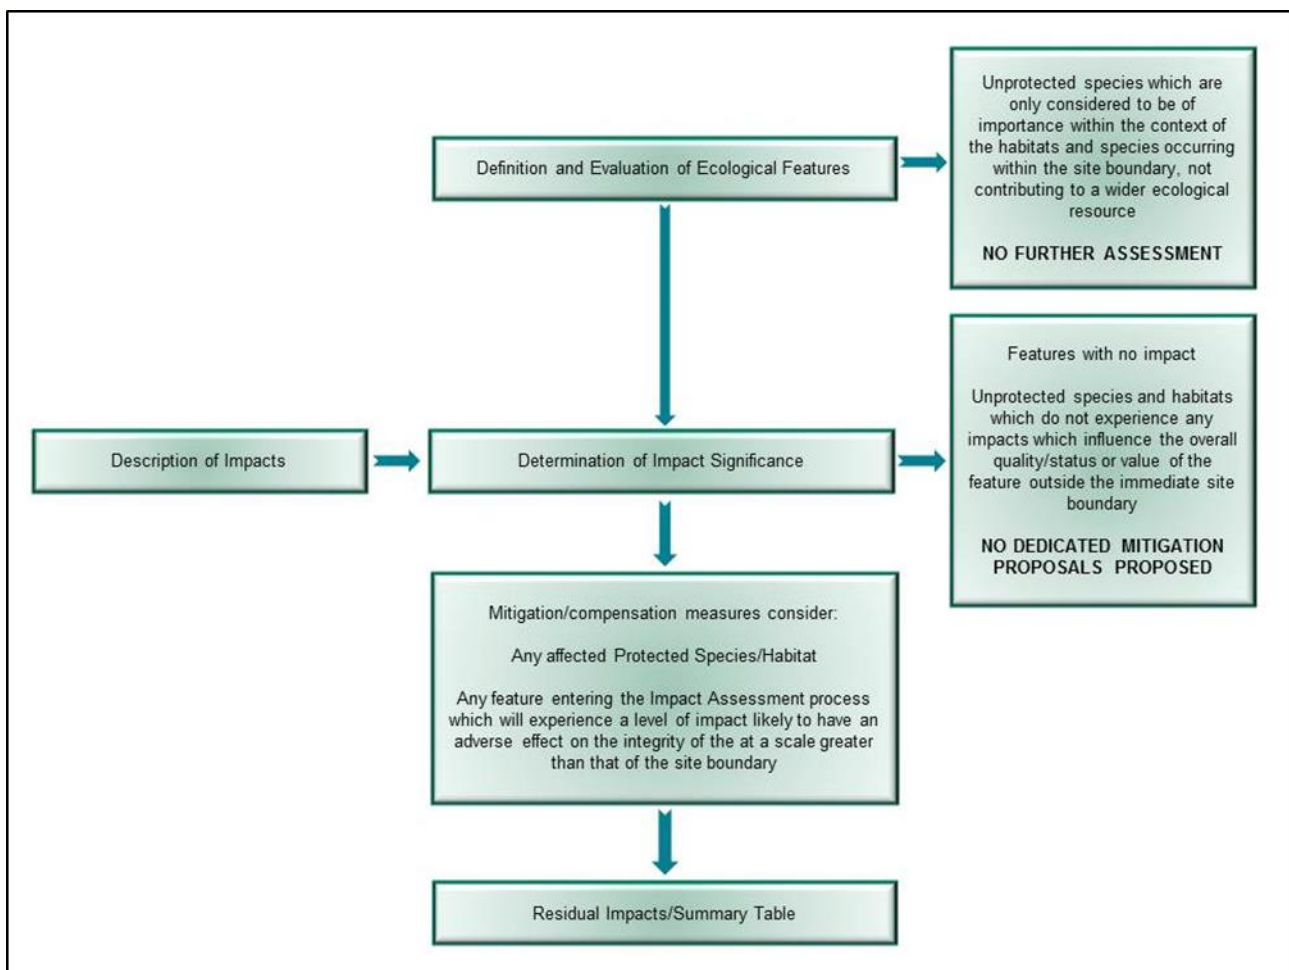 Definition and Evaluation of Ecological Features
Unprotected species which are
only considered to be of
importance within the context of
the habitats and species occurring
within the site boundary, not
contributing to a wider ecological
resource
NO FURTHER ASSESSMENT
Description of Impacts
Determination of Impact Significance
Features with no impact
Unprotected species and habitats
which do not experience any
impacts which influence the overall
quality/status or value of the
feature outside the immediate site
boundary
NO DEDICATED MITIGATION
PROPOSALS PROPOSED
Mitigation/compensation measures consider:
Any affected Protected Species/Habitat
Any feature entering the Impact Assessment process
which will experience a level of impact likely to have an
adverse effect on the integrity of the at a scale greater
than that of the site boundary
Residual Impacts/Summary Table